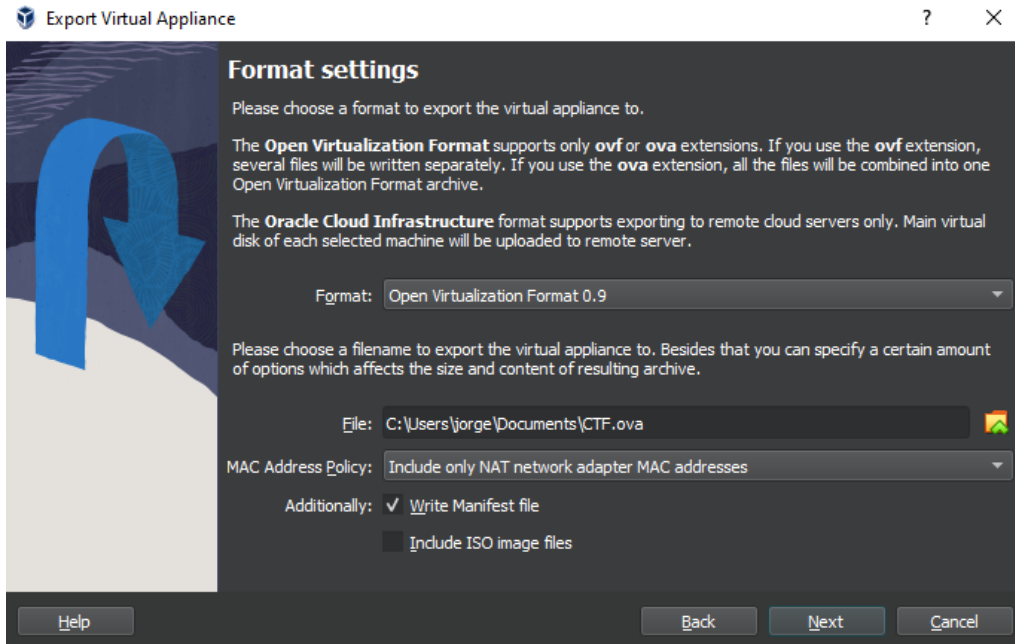 Export Virtual Appliance
?
Format settings
Please choose a format to export the virtual appliance to.
The Open Virtualization Format supports only ovf or ova extensions. If you use the ovf extension,
several files will be written separately. If you use the ova extension, all the files will be combined into one
Open Virtualization Format archive.
The Oracle Cloud Infrastructure format supports exporting to remote cloud servers only. Main virtual
disk of each selected machine will be uploaded to remote server.
Format: Open Virtualization Format 0.9
Please choose a filename to export the virtual appliance to. Besides that you can specify a certain amount
of options which affects the size and content of resulting archive.
File: C:\Users\jorge\Documents\CTF.ova
MAC Address Policy: Include only NAT network adapter MAC addresses
Additionally: Write Manifest file
Include ISO image files
Help Back Next Cancel